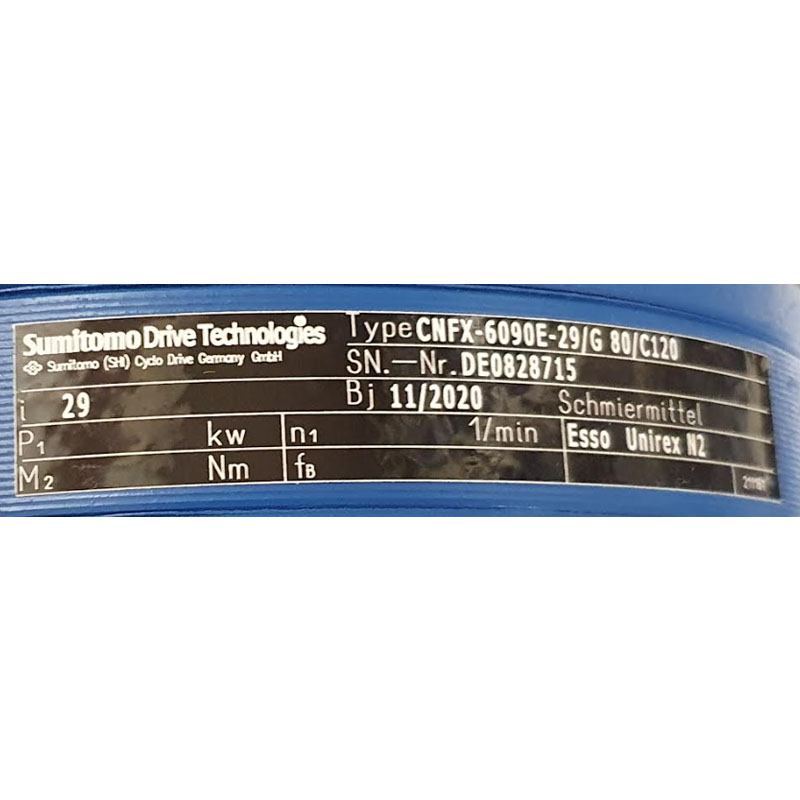 Sumitomo Drive Technologies
Sumitomo (SHI) Cyclo Drive Germany GmbH
Type CNFX-6090E-29/G 80/C120
SN.-Nr. DE0828715
i 29
Bj 11/2020
Schmiermittel
P1 kw n1 1/min
Esso Unirex N2
M2 Nm fB